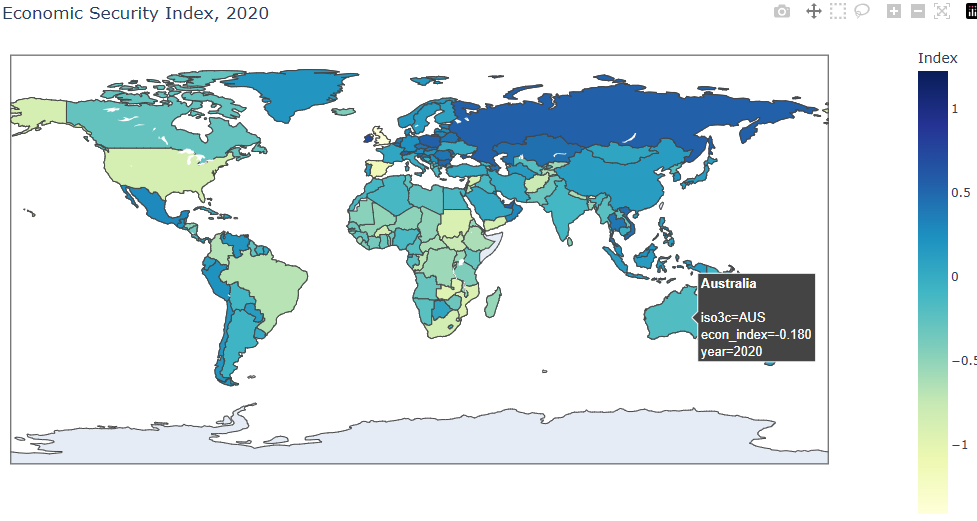 Economic Security Index, 2020
Index
1
0.5
0
−0.5
−1
Australia
iso3c=AUS
econ_index=-0.180
year=2020